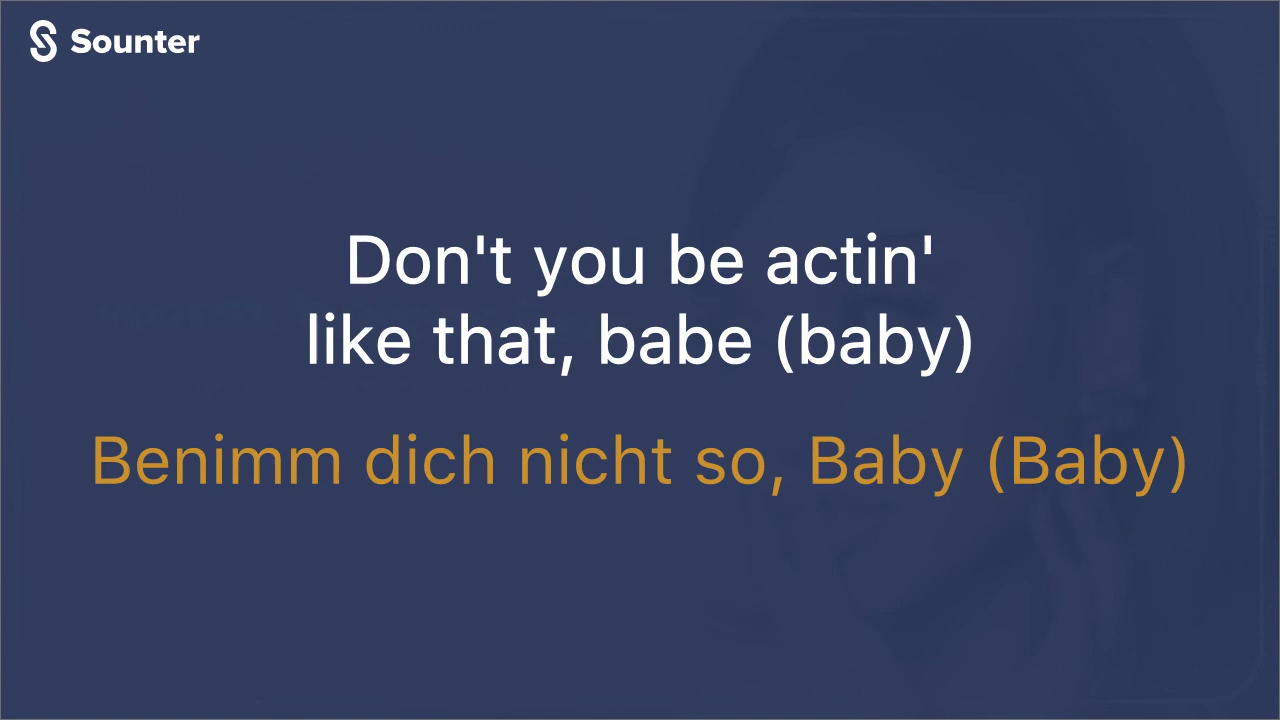 Sounter
Don't you be actin'
like that, babe (baby)
Benimm dich nicht so, Baby (Baby)